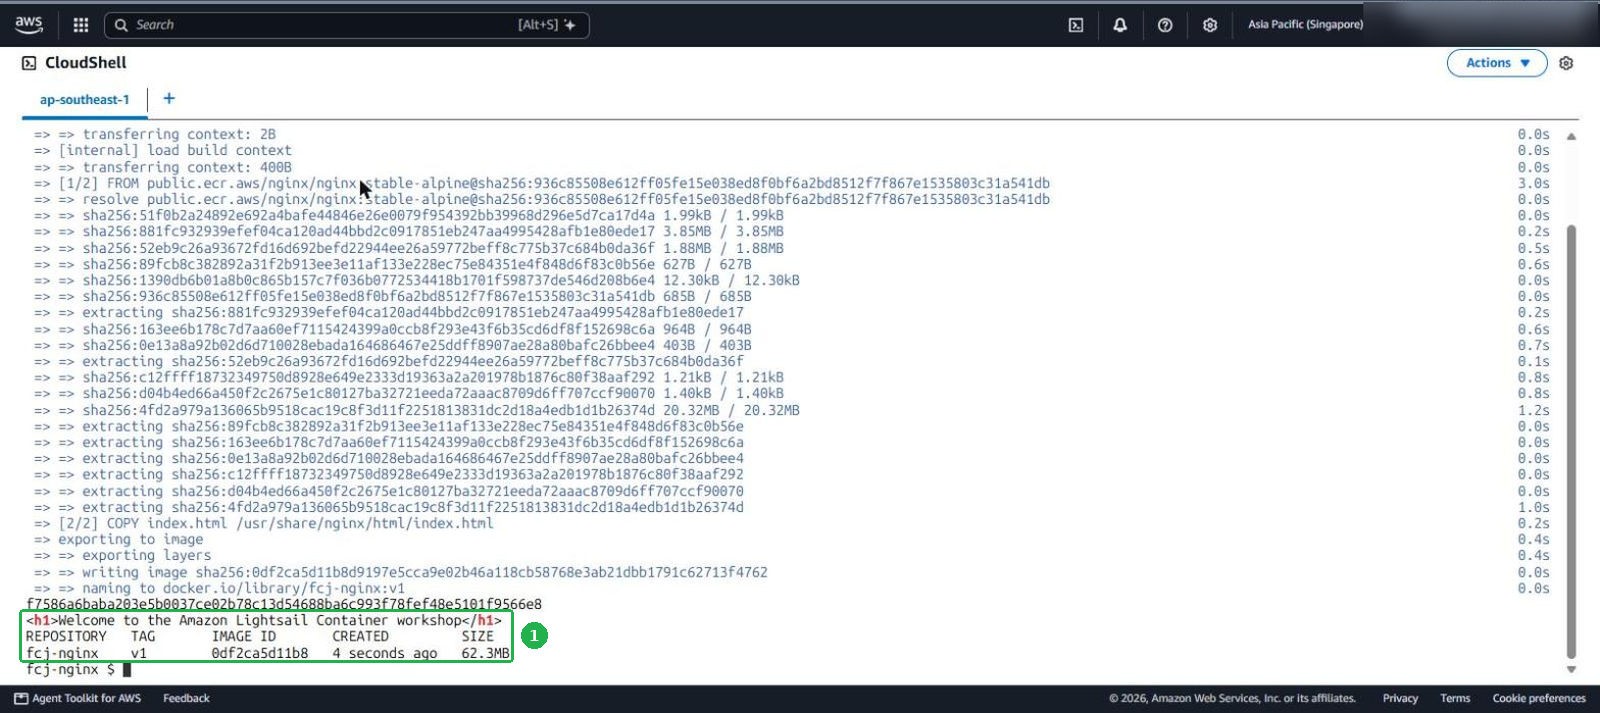 aws Search [Alt+S] Asia Pacific (Singapore)
CloudShell Actions
ap-southeast-1 +
=> => transferring context: 2B 0.0s
=> [internal] load build context 0.0s
=> => transferring context: 400B 0.0s
=> [1/2] FROM public.ecr.aws/nginx/nginx:stable-alpine@sha256:936c85508e612ff05fe15e038ed8f0bf6a2bd8512f7f867e1535803c31a541db 3.0s
=> => resolve public.ecr.aws/nginx/nginx:stable-alpine@sha256:936c85508e612ff05fe15e038ed8f0bf6a2bd8512f7f867e1535803c31a541db 0.0s
=> => sha256:51f0b2a24892e692a4bafe44846e26e0079f954392bb39968d296e5d7ca17d4a 1.99kB / 1.99kB 0.0s
=> => sha256:881fc932939efef04ca120ad44bbd2c0917851eb247aa4995428afb1e80ede17 3.85MB / 3.85MB 0.2s
=> => sha256:52eb9c26a93672fd16d692befd22944ee26a59772beff8c775b37c684b0da36f 1.88MB / 1.88MB 0.5s
=> => sha256:89fcb8c382892a31f2b913ee3e11af133e228ec75e84351e4f848d6f83c0b56e 627B / 627B 0.6s
=> => sha256:1390db6b01a8b0c865b157c7f036b0772534418b1701f598737de546d208b6e4 12.30kB / 12.30kB 0.0s
=> => sha256:936c85508e612ff05fe15e038ed8f0bf6a2bd8512f7f867e1535803c31a541db 685B / 685B 0.0s
=> => extracting sha256:881fc932939efef04ca120ad44bbd2c0917851eb247aa4995428afb1e80ede17 0.2s
=> => sha256:163ee6b178c7d7aa60ef7115424399a0ccb8f293e43f6b35cd6df8f152698c6a 964B / 964B 0.6s
=> => sha256:0e13a8a92b02d6d710028ebada164686467e25ddff8907ae28a80bafc26bbee4 403B / 403B 0.7s
=> => extracting sha256:52eb9c26a93672fd16d692befd22944ee26a59772beff8c775b37c684b0da36f 0.1s
=> => sha256:c12ffff18732349750d8928e649e2333d19363a2a201978b1876c80f38aaf292 1.21kB / 1.21kB 0.8s
=> => sha256:d04b4ed66a450f2c2675e1c80127ba32721eeda72aaac8709d6ff707ccf90070 1.40kB / 1.40kB 0.8s
=> => sha256:4fd2a979a136065b9518cac19c8f3d11f2251813831dc2d18a4edb1d1b26374d 20.32MB / 20.32MB 1.2s
=> => extracting sha256:89fcb8c382892a31f2b913ee3e11af133e228ec75e84351e4f848d6f83c0b56e 0.0s
=> => extracting sha256:163ee6b178c7d7aa60ef7115424399a0ccb8f293e43f6b35cd6df8f152698c6a 0.0s
=> => extracting sha256:0e13a8a92b02d6d710028ebada164686467e25ddff8907ae28a80bafc26bbee4 0.0s
=> => extracting sha256:c12ffff18732349750d8928e649e2333d19363a2a201978b1876c80f38aaf292 0.0s
=> => extracting sha256:d04b4ed66a450f2c2675e1c80127ba32721eeda72aaac8709d6ff707ccf90070 0.0s
=> => extracting sha256:4fd2a979a136065b9518cac19c8f3d11f2251813831dc2d18a4edb1d1b26374d 1.0s
=> [2/2] COPY index.html /usr/share/nginx/html/index.html 0.2s
=> exporting to image 0.4s
=> => exporting layers 0.4s
=> => writing image sha256:0df2ca5d11b8d9197e5cca9e02b46a118cb58768e3ab21dbb1791c62713f4762 0.0s
=> => naming to docker.io/library/fcj-nginx:v1 0.0s
f7586a6baba203e5b0037ce02b78c13d54688ba6c993f78fef48e5101f9566e8
<h1>Welcome to the Amazon Lightsail Container workshop</h1>
REPOSITORY TAG IMAGE ID CREATED SIZE
1
fcj-nginx v1 0df2ca5d11b8 4 seconds ago 62.3MB
fcj-nginx $
Agent Toolkit for AWS Feedback © 2026, Amazon Web Services, Inc. or its affiliates. Privacy Terms Cookie preferences